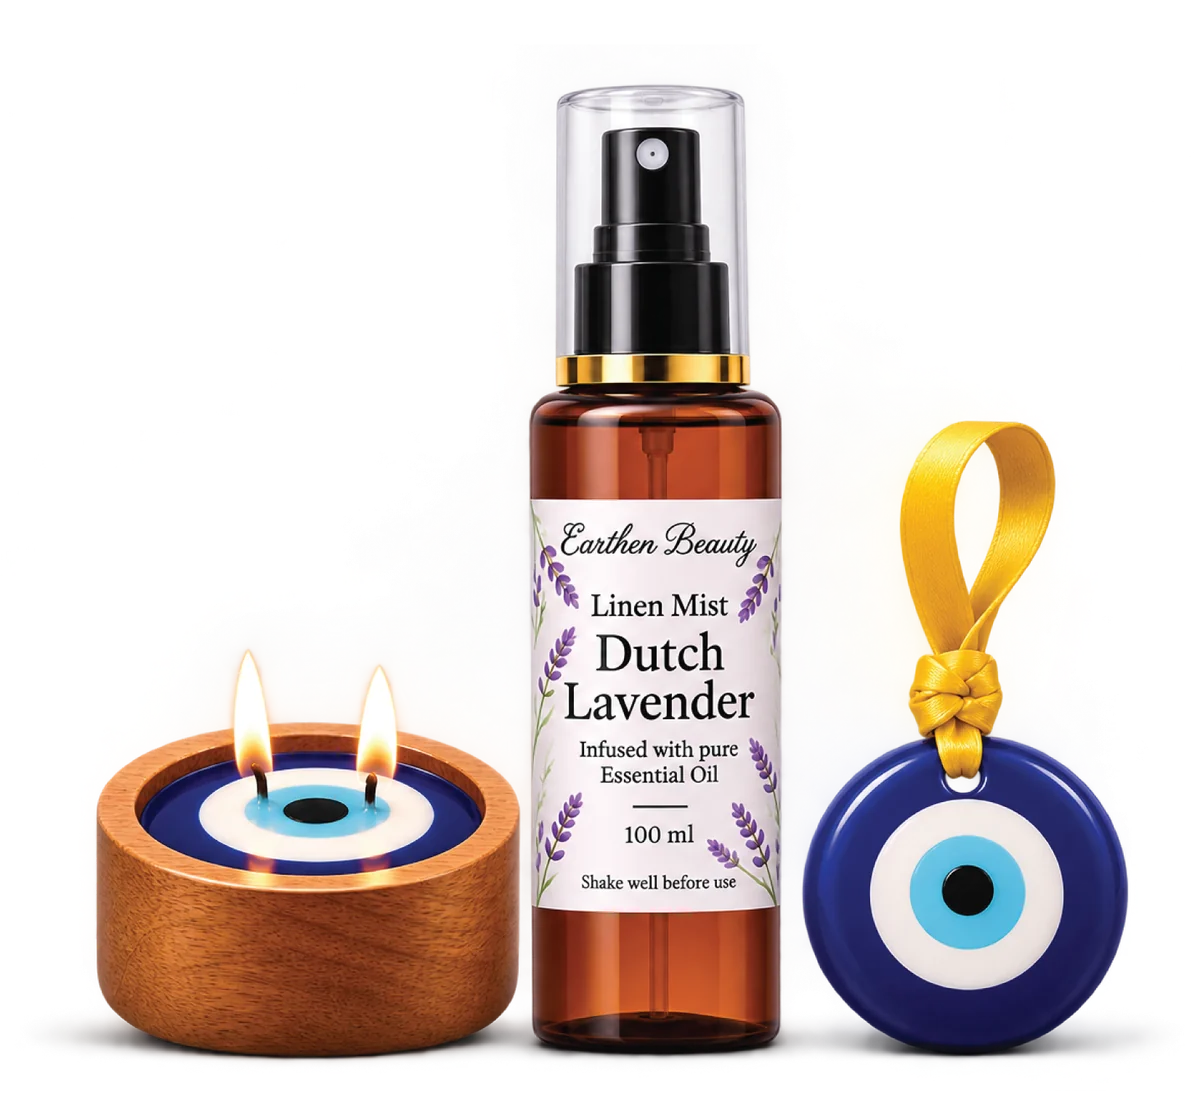 Earthen Beauty
Linen Mist
Dutch
Lavender
Infused with pure
Essential Oil
100 ml
Shake well before use